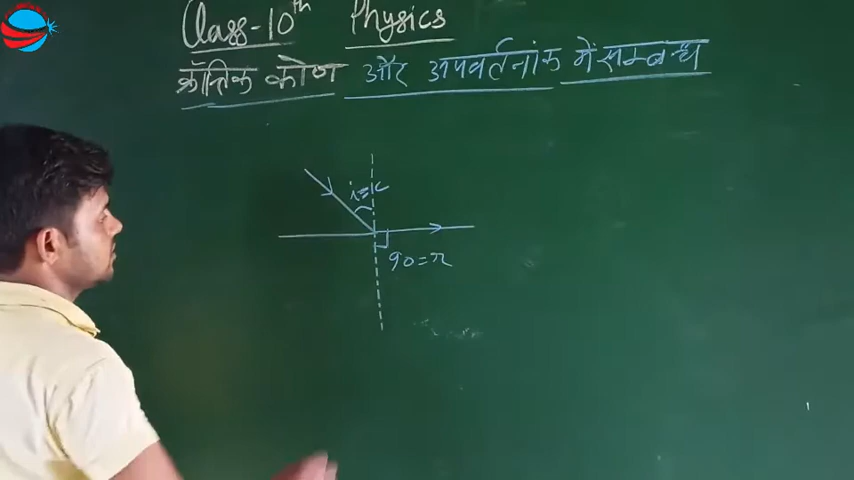 Class-10th Physics
क्रान्तिक कोण और अपवर्तनांक में सम्बन्ध
i=c
90=r